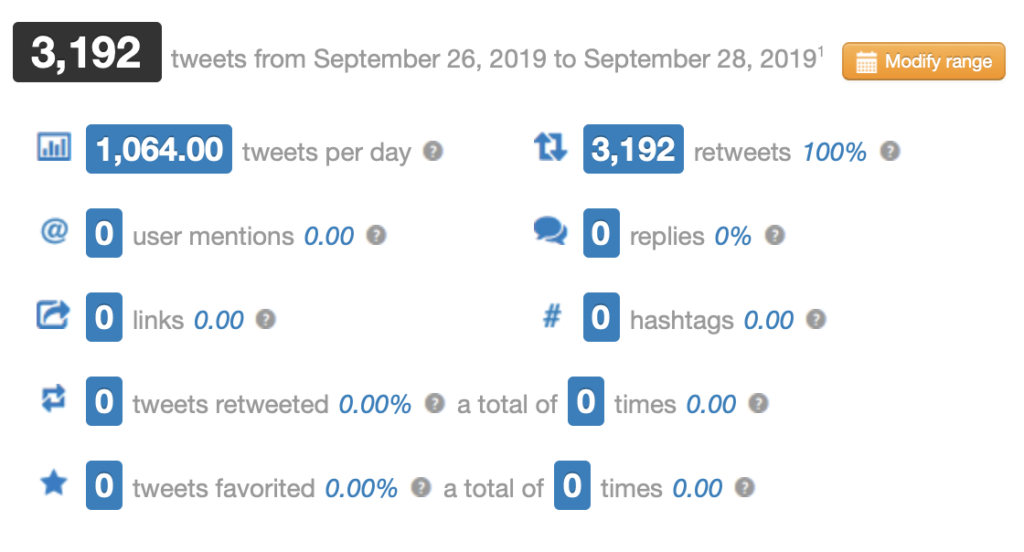 3,192 tweets from September 26, 2019 to September 28, 2019¹ Modify range
1,064.00 tweets per day ? 3,192 retweets 100% ?
@ 0 user mentions 0.00 ? 0 replies 0% ?
0 links 0.00 ? # 0 hashtags 0.00 ?
0 tweets retweeted 0.00% ? a total of 0 times 0.00 ?
0 tweets favorited 0.00% ? a total of 0 times 0.00 ?